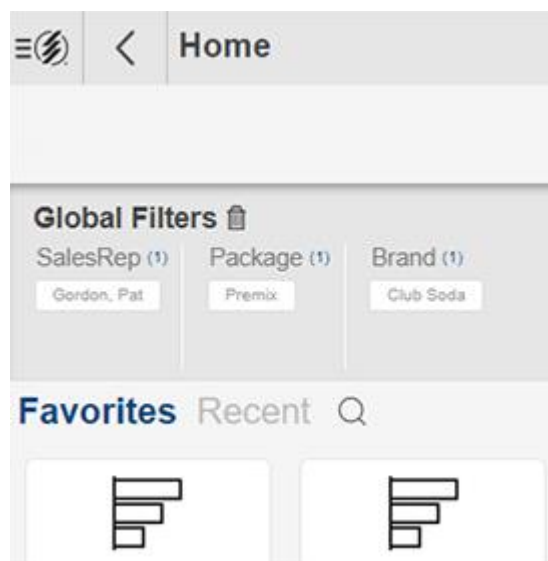 Home
Global Filters
SalesRep (1) Package (1) Brand (1)
Gordon, Pat Premix Club Soda
Favorites Recent